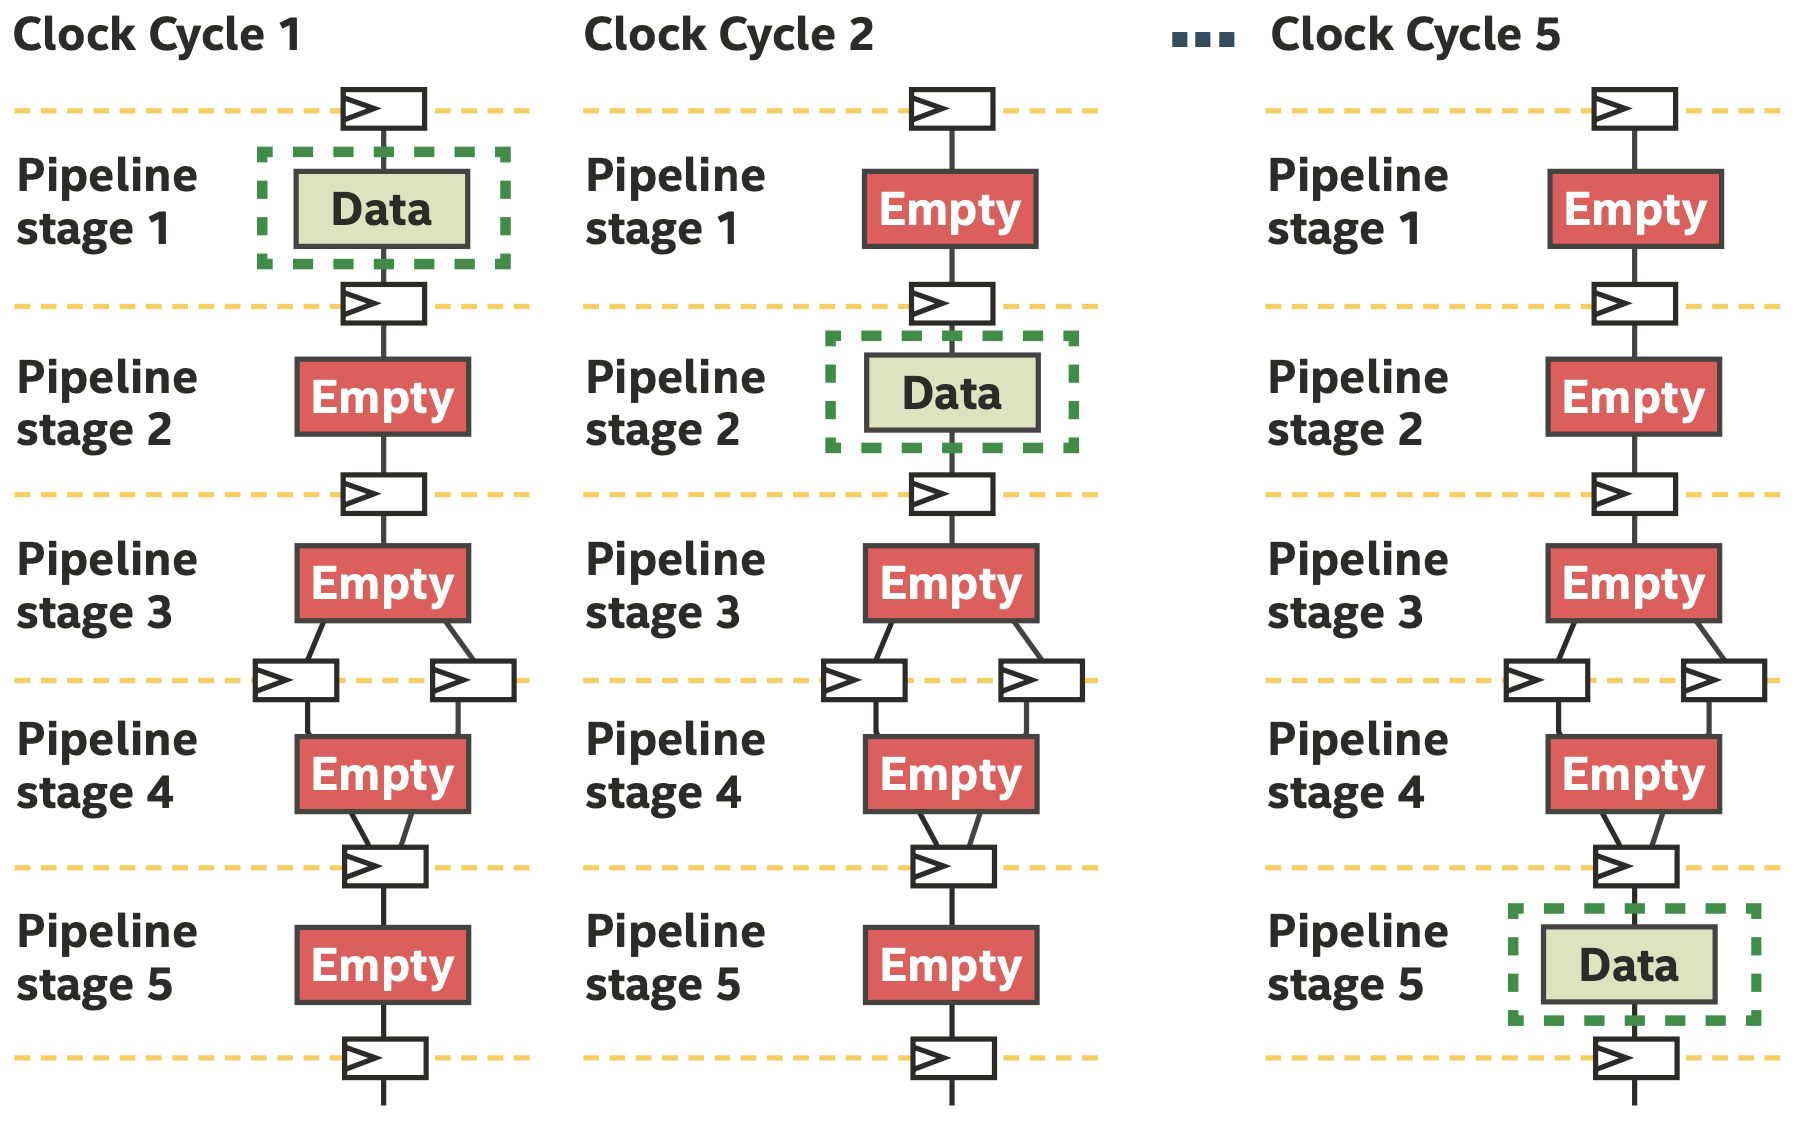 Clock Cycle 1
Pipeline
stage 1
Data
Pipeline
stage 2
Empty
Pipeline
stage 3
Empty
Pipeline
stage 4
Empty
Pipeline
stage 5
Empty
Clock Cycle 2
Pipeline
stage 1
Empty
Pipeline
stage 2
Data
Pipeline
stage 3
Empty
Pipeline
stage 4
Empty
Pipeline
stage 5
Empty
Clock Cycle 5
Pipeline
stage 1
Empty
Pipeline
stage 2
Empty
Pipeline
stage 3
Empty
Pipeline
stage 4
Empty
Pipeline
stage 5
Data